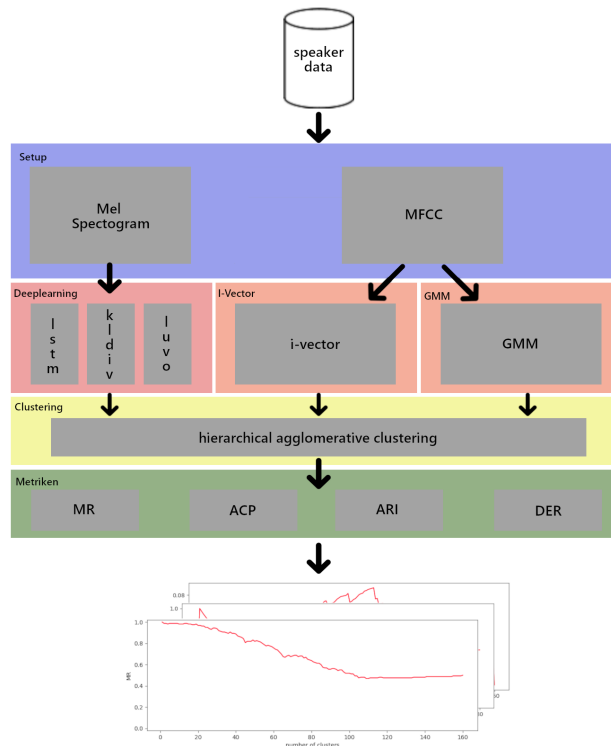 speaker
data
Setup
Mel
Spectogram
MFCC
Deeplearning
l
s
t
m
k
l
d
i
v
l
u
v
o
I-Vector
i-vector
GMM
GMM
Clustering
hierarchical agglomerative clustering
Metriken
MR
ACP
ARI
DER
0.08
1.0
1.0
0.8
0.6
0.4
0.2
0.0
MR
0 20 40 60 80 100 120 140 160
number of clusters